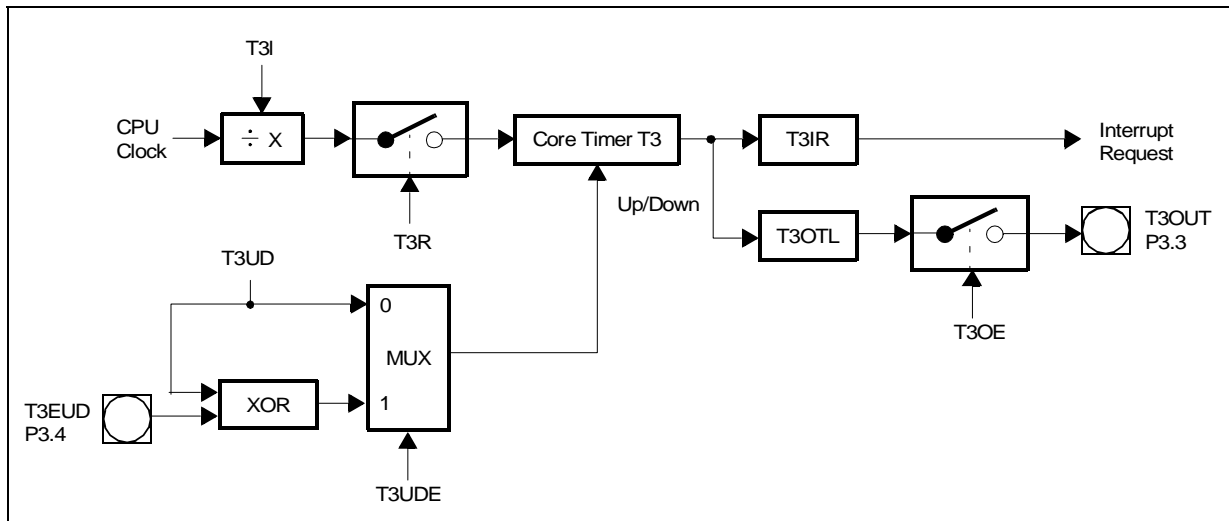 T3I
CPU
Clock
÷ X
Core Timer T3
T3IR
Interrupt
Request
Up/Down
T3R
T3OTL
T3OUT
P3.3
T3UD
0
MUX
1
T3OE
XOR
T3EUD
P3.4
T3UDE